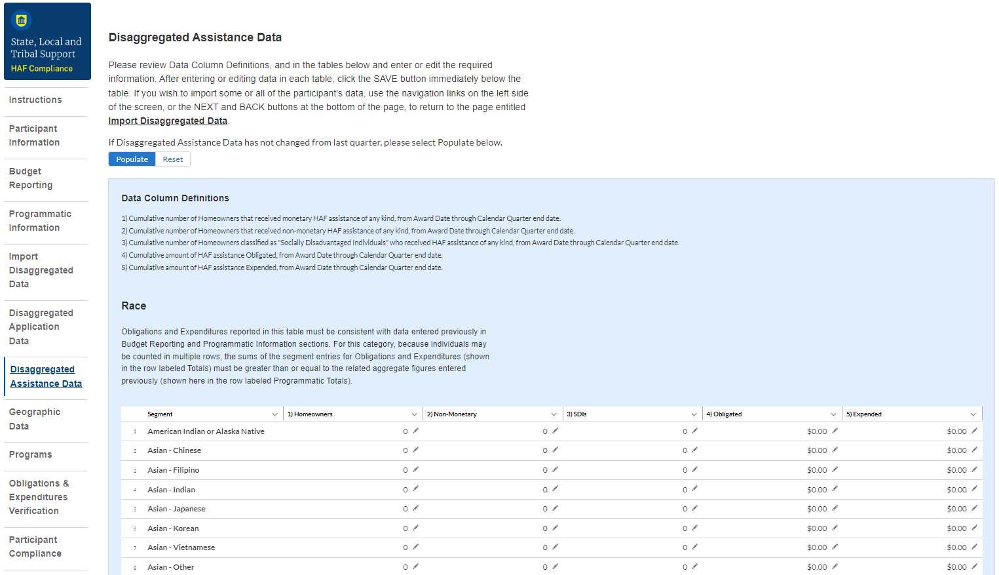 State, Local and
Tribal Support
HAF Compliance
Instructions
Participant
Information
Budget
Reporting
Programmatic
Information
Import
Disaggregated
Data
Disaggregated
Application
Data
Disaggregated
Assistance Data
Geographic
Data
Programs
Obligations &
Expenditures
Verification
Participant
Compliance
Disaggregated Assistance Data
Please review Data Column Definitions, and in the tables below and enter or edit the required
information. After entering or editing data in each table, click the SAVE button immediately below the
table. If you wish to import some or all of the participant's data, use the navigation links on the left side
of the screen, or the NEXT and BACK buttons at the bottom of the page, to return to the page entitled
Import Disaggregated Data.
If Disaggregated Assistance Data has not changed from last quarter, please select Populate below.
Populate Reset
Data Column Definitions
1) Cumulative number of Homeowners that received monetary HAF assistance of any kind, from Award Date through Calendar Quarter end date.
2) Cumulative number of Homeowners that received non-monetary HAF assistance of any kind, from Award Date through Calendar Quarter end date.
3) Cumulative number of Homeowners classified as "Socially Disadvantaged Individuals" who received HAF assistance of any kind, from Award Date through Calendar Quarter end date.
4) Cumulative amount of HAF assistance Obligated, from Award Date through Calendar Quarter end date.
5) Cumulative amount of HAF assistance Expended, from Award Date through Calendar Quarter end date.
Race
Obligations and Expenditures reported in this table must be consistent with data entered previously in
Budget Reporting and Programmatic Information sections. For this category, because individuals may
be counted in multiple rows, the sums of the segment entries for Obligations and Expenditures (shown
in the row labeled Totals) must be greater than or equal to the related aggregate figures entered
previously (shown here in the row labeled Programmatic Totals).
Segment 1) Homeowners 2) Non-Monetary 3) SDIs 4) Obligated 5) Expended
1 American Indian or Alaska Native 0 0 0 $0.00 $0.00
2 Asian - Chinese 0 0 0 $0.00 $0.00
3 Asian - Filipino 0 0 0 $0.00 $0.00
4 Asian - Indian 0 0 0 $0.00 $0.00
5 Asian - Japanese 0 0 0 $0.00 $0.00
6 Asian - Korean 0 0 0 $0.00 $0.00
7 Asian - Vietnamese 0 0 0 $0.00 $0.00
8 Asian - Other 0 0 0 $0.00 $0.00